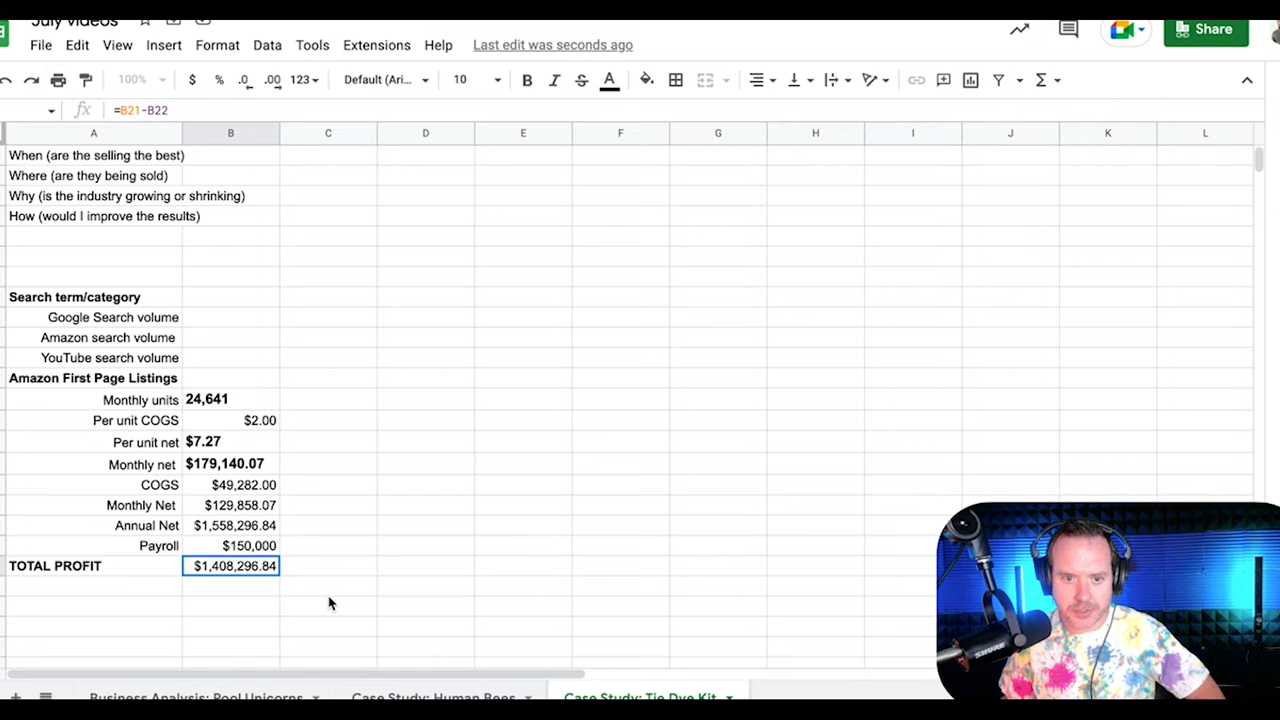 July Videos
File Edit View Insert Format Data Tools Extensions Help Last edit was seconds ago
Share
100% $ % .0 .00 123 Default (Ari... 10 B I S A
fx =B21-B22
A B C D E F G H I J K L
When (are the selling the best)
Where (are they being sold)
Why (is the industry growing or shrinking)
How (would I improve the results)
Search term/category
Google Search volume
Amazon search volume
YouTube search volume
Amazon First Page Listings
Monthly units 24,641
Per unit COGS $2.00
Per unit net $7.27
Monthly net $179,140.07
COGS $49,282.00
Monthly Net $129,858.07
Annual Net $1,558,296.84
Payroll $150,000
TOTAL PROFIT $1,408,296.84
SHURE
Business Analysis: Pool Unicorns Case Study: Human Bees Case Study: Tie Dye Kit